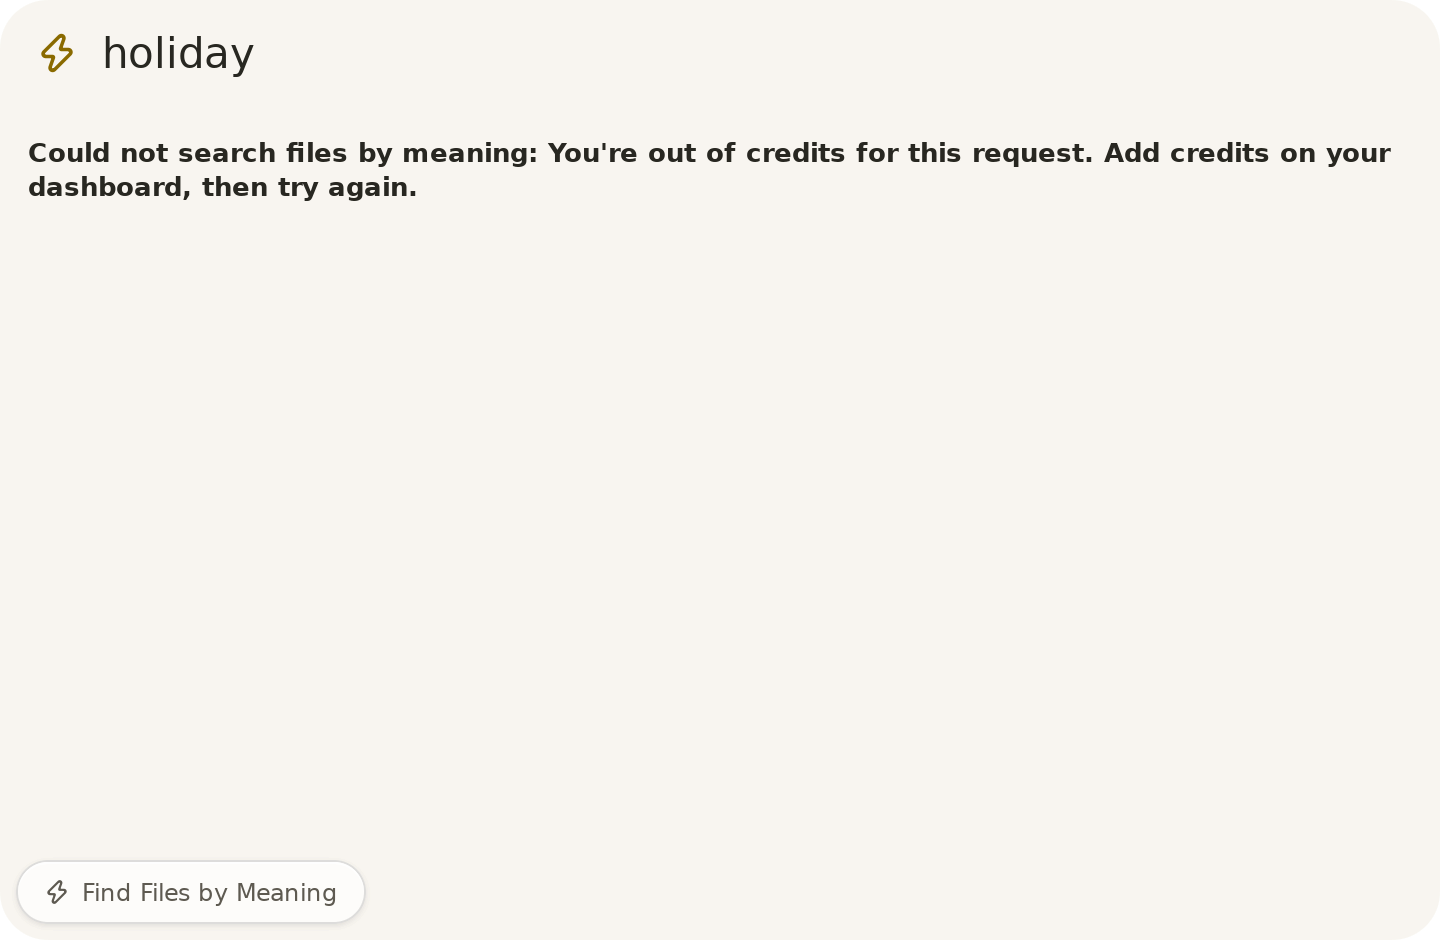 holiday
Could not search files by meaning: You're out of credits for this request. Add credits on your
dashboard, then try again.
Find Files by Meaning